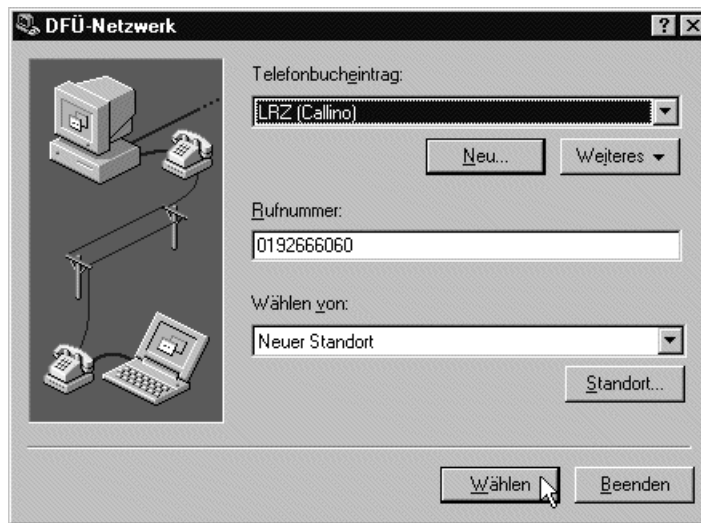 DFÜ-Netzwerk
Telefonbucheintrag:
LRZ (Callino)
Neu...
Weiteres
Rufnummer:
0192666060
Wählen von:
Neuer Standort
Standort...
Wählen
Beenden